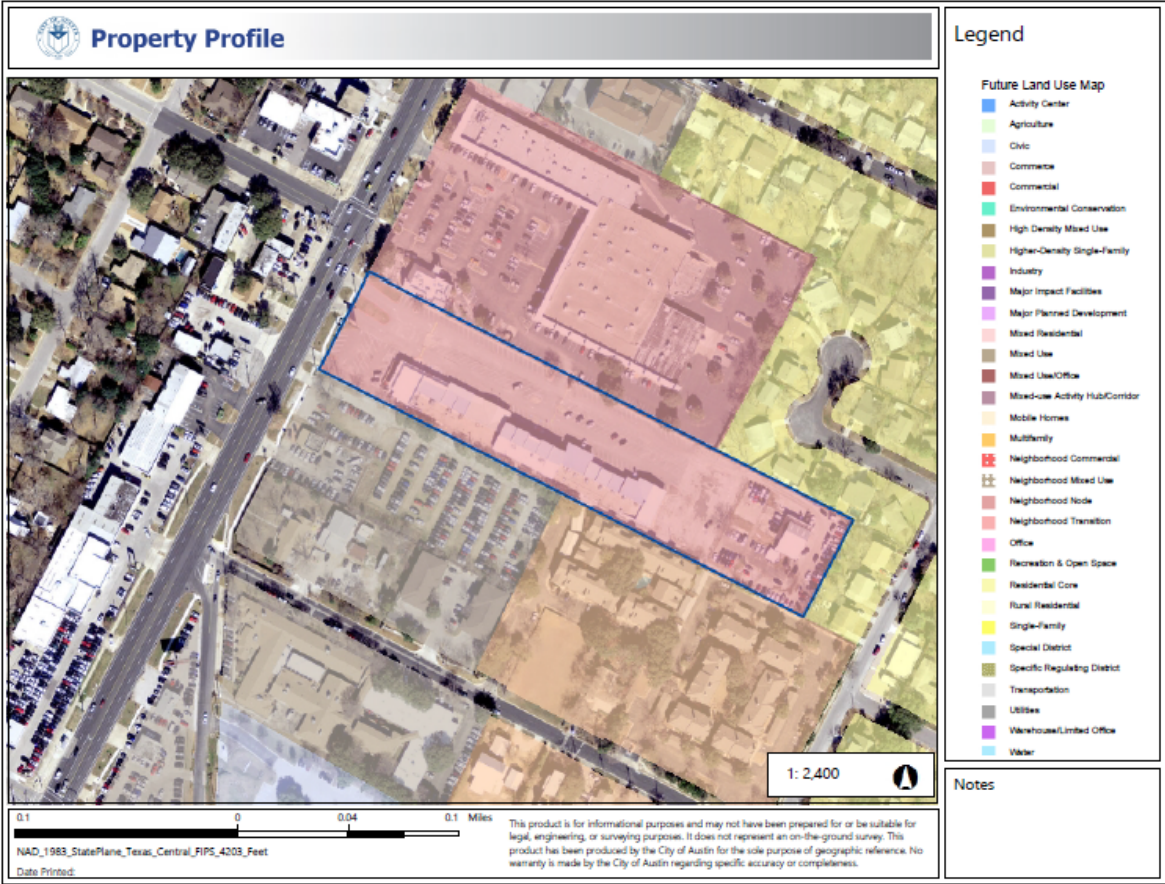 Property Profile
Legend
Future Land Use Map
Activity Center
Agriculture
Civic
Commerce
Commercial
Environmental Conservation
High Density Mixed Use
Higher-Density Single-Family
Industry
Major Impact Facilities
Major Planned Development
Mixed Residential
Mixed Use
Mixed Use/Office
Mixed-use Activity Hub/Corridor
Mobile Homes
Multifamily
Neighborhood Commercial
Neighborhood Mixed Use
Neighborhood Node
Neighborhood Transition
Office
Recreation & Open Space
Residential Core
Rural Residential
Single-Family
Special District
Specific Regulating District
Transportation
Utilities
Warehouse/Limited Office
Water
1: 2,400
Notes
0.1 0 0.04 0.1 Miles
NAD_1983_StatePlane_Texas_Central_FIPS_4203_Feet
Date Printed:
This product is for informational purposes and may not have been prepared for or be suitable for
legal, engineering, or surveying purposes. It does not represent an on-the-ground survey. This
product has been produced by the City of Austin for the sole purpose of geographic reference. No
warranty is made by the City of Austin regarding specific accuracy or completeness.